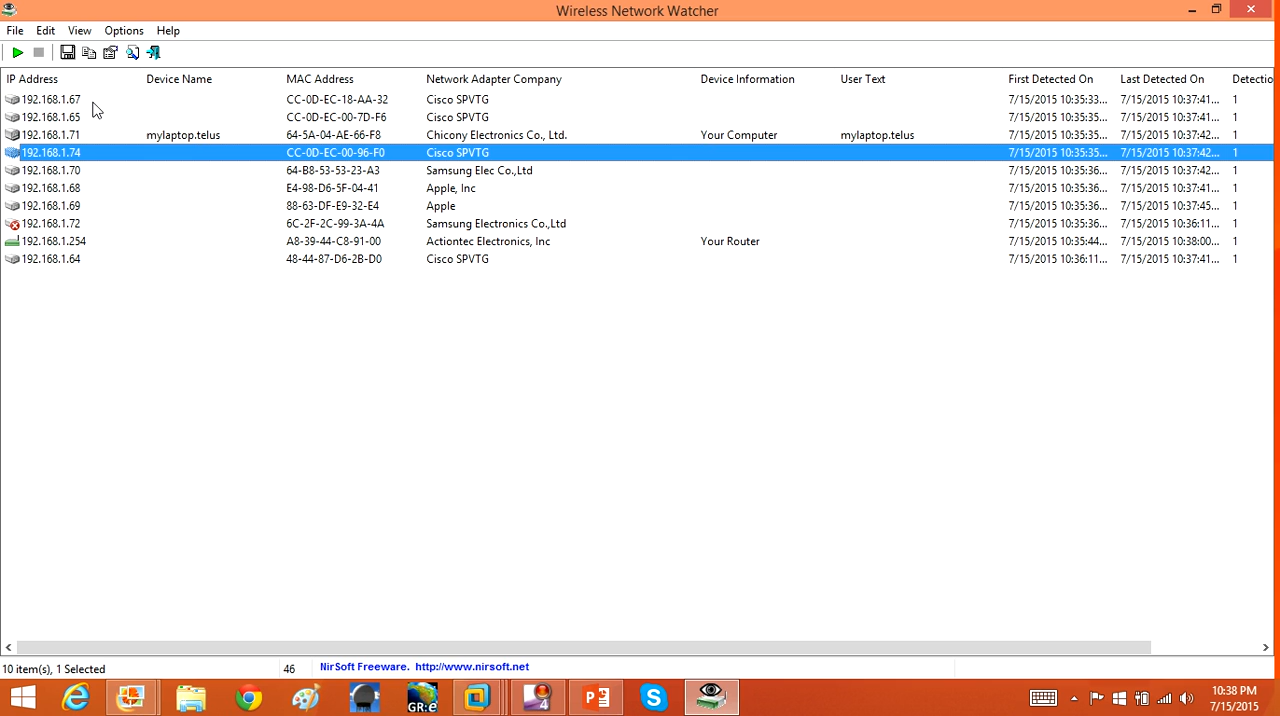 Wireless Network Watcher
File Edit View Options Help
IP Address Device Name MAC Address Network Adapter Company Device Information User Text First Detected On Last Detected On Detectio
192.168.1.67 CC-0D-EC-18-AA-32 Cisco SPVTG 7/15/2015 10:35:33... 7/15/2015 10:37:41... 1
192.168.1.65 CC-0D-EC-00-7D-F6 Cisco SPVTG 7/15/2015 10:35:35... 7/15/2015 10:37:41... 1
192.168.1.71 mylaptop.telus 64-5A-04-AE-66-F8 Chicony Electronics Co., Ltd. Your Computer mylaptop.telus 7/15/2015 10:35:35... 7/15/2015 10:37:42... 1
192.168.1.74 CC-0D-EC-00-96-F0 Cisco SPVTG 7/15/2015 10:35:35... 7/15/2015 10:37:42... 1
192.168.1.70 64-B8-53-53-23-A3 Samsung Elec Co.,Ltd 7/15/2015 10:35:36... 7/15/2015 10:37:42... 1
192.168.1.68 E4-98-D6-5F-04-41 Apple, Inc 7/15/2015 10:35:36... 7/15/2015 10:37:41... 1
192.168.1.69 88-63-DF-E9-32-E4 Apple 7/15/2015 10:35:36... 7/15/2015 10:37:45... 1
192.168.1.72 6C-2F-2C-99-3A-4A Samsung Electronics Co.,Ltd 7/15/2015 10:35:36... 7/15/2015 10:36:11... 1
192.168.1.254 A8-39-44-C8-91-00 Actiontec Electronics, Inc Your Router 7/15/2015 10:35:44... 7/15/2015 10:38:00... 1
192.168.1.64 48-44-87-D6-2B-D0 Cisco SPVTG 7/15/2015 10:36:11... 7/15/2015 10:37:41... 1
10 item(s), 1 Selected 46 NirSoft Freeware. http://www.nirsoft.net
GR:e 4 P S 10:38 PM
7/15/2015